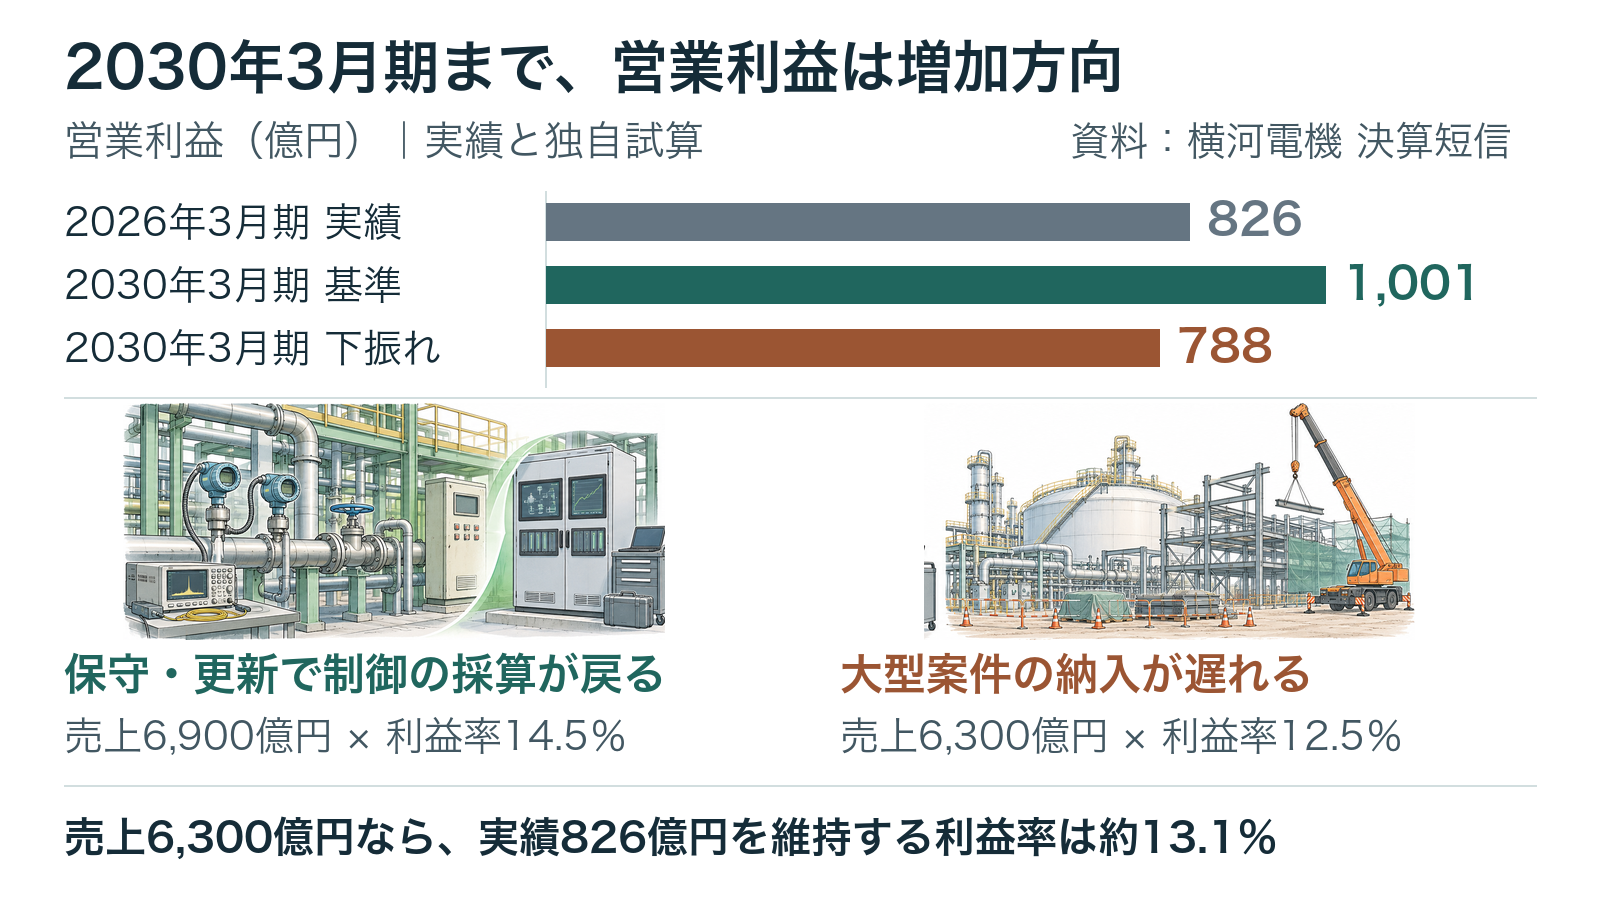 2030年3月期まで、営業利益は増加方向
営業利益（億円）｜実績と独自試算
資料：横河電機 決算短信
2026年3月期 実績
826
2030年3月期 基準
1,001
2030年3月期 下振れ
788
保守・更新で制御の採算が戻る
売上6,900億円 × 利益率14.5%
大型案件の納入が遅れる
売上6,300億円 × 利益率12.5%
売上6,300億円なら、実績826億円を維持する利益率は約13.1%